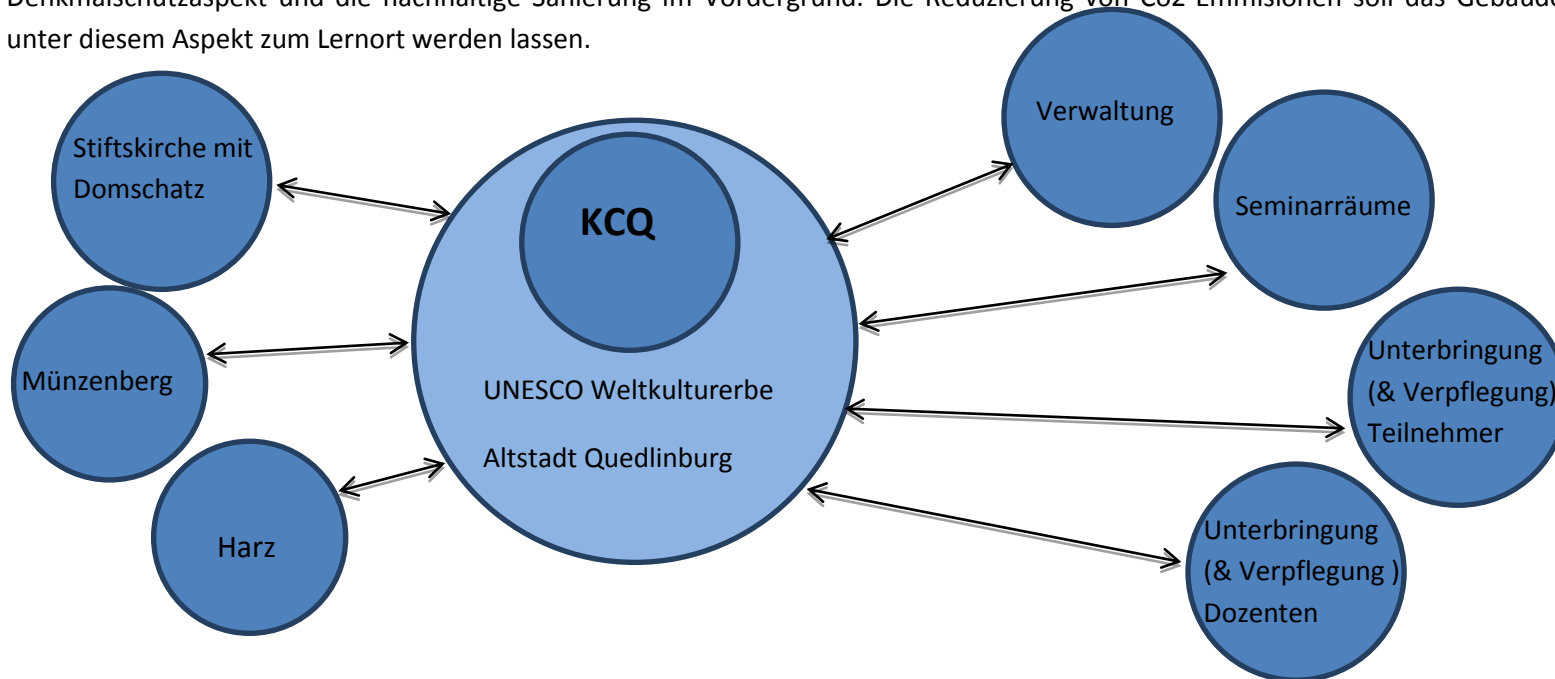 Denkmalschutzaspekt und die nachhaltige Sanierung im Vordergrund. Die Reduzierung von Co2 Emmisionen soll das Gebäude
unter diesem Aspekt zum Lernort werden lassen.
Stiftskirche mit
Domschatz
Münzenberg
Harz
KCQ
UNESCO Weltkulturerbe
Altstadt Quedlinburg
Verwaltung
Seminarräume
Unterbringung
(& Verpflegung)
Teilnehmer
Unterbringung
(& Verpflegung )
Dozenten